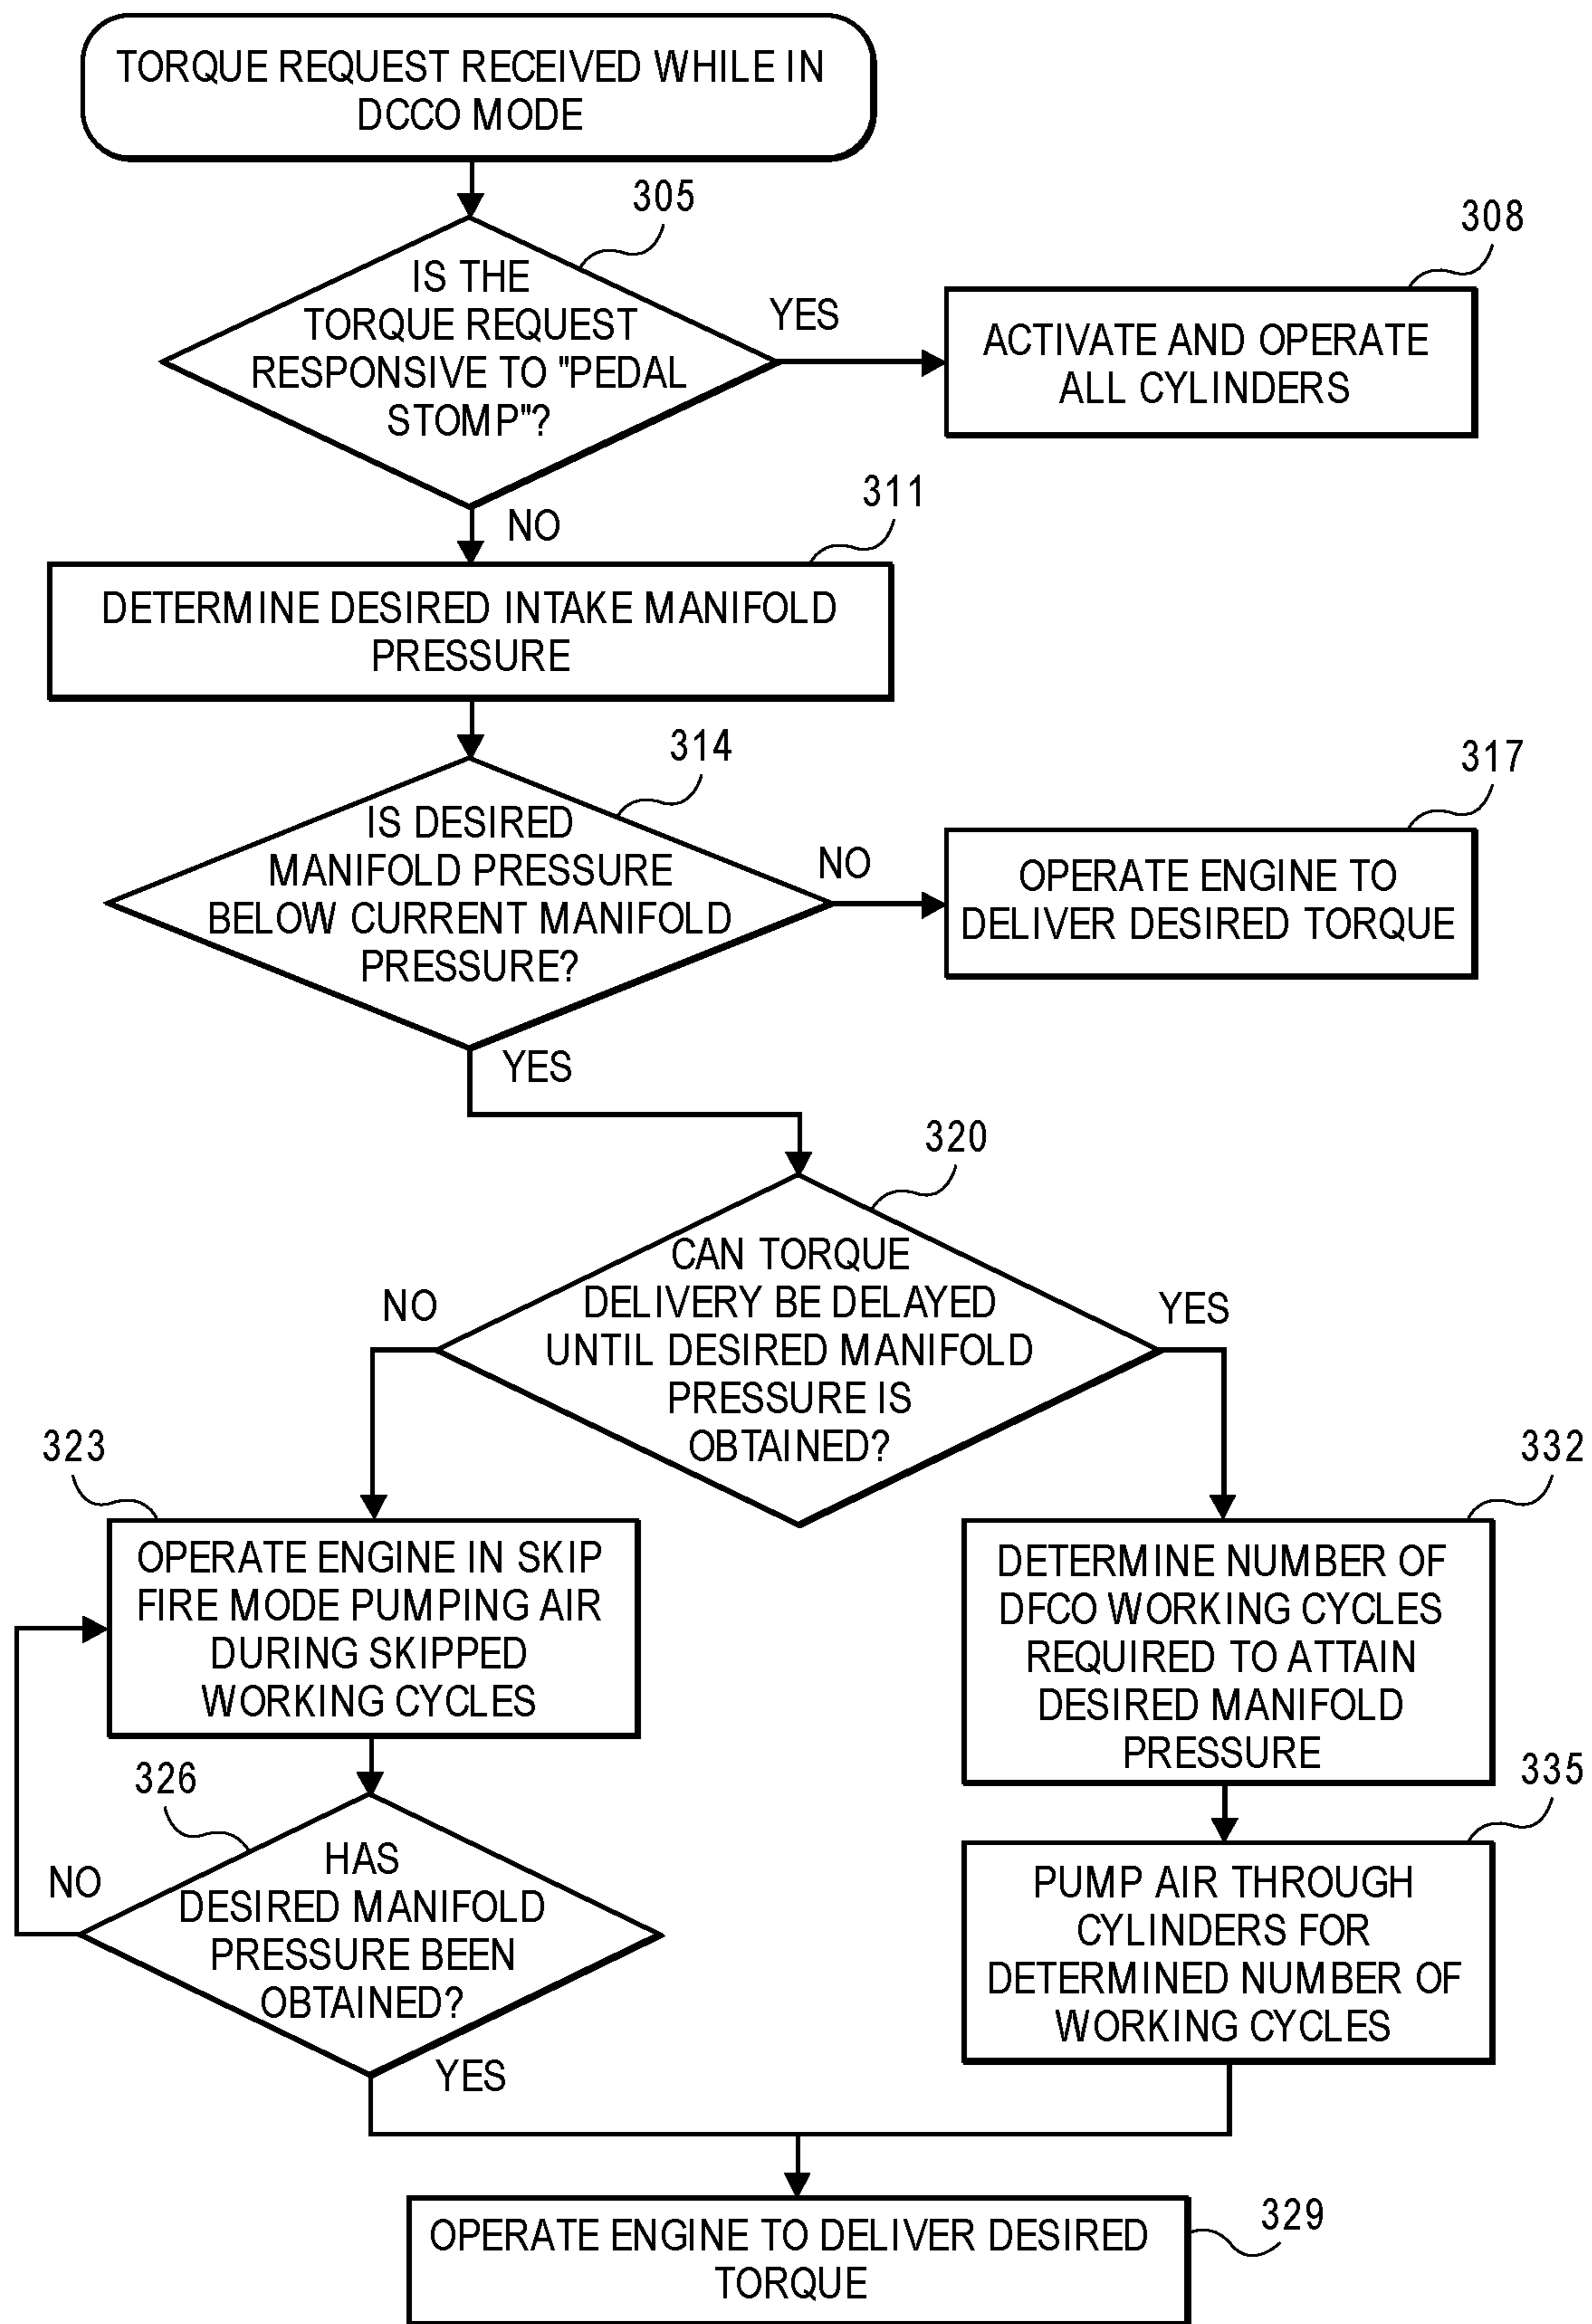 TORQUE REQUEST RECEIVED WHILE IN
DCCO MODE
305
308
IS THE
TORQUE REQUEST
RESPONSIVE TO "PEDAL
STOMP"?
YES
ACTIVATE AND OPERATE
ALL CYLINDERS
NO
311
DETERMINE DESIRED INTAKE MANIFOLD
PRESSURE
314
317
IS DESIRED
MANIFOLD PRESSURE
BELOW CURRENT MANIFOLD
PRESSURE?
NO
OPERATE ENGINE TO
DELIVER DESIRED TORQUE
YES
320
CAN TORQUE
DELIVERY BE DELAYED
UNTIL DESIRED MANIFOLD
PRESSURE IS
OBTAINED?
NO
YES
323
332
OPERATE ENGINE IN SKIP
FIRE MODE PUMPING AIR
DURING SKIPPED
WORKING CYCLES
DETERMINE NUMBER OF
DFCO WORKING CYCLES
REQUIRED TO ATTAIN
DESIRED MANIFOLD
PRESSURE
326
335
HAS
DESIRED MANIFOLD
PRESSURE BEEN
OBTAINED?
NO
YES
PUMP AIR THROUGH
CYLINDERS FOR
DETERMINED NUMBER OF
WORKING CYCLES
329
OPERATE ENGINE TO DELIVER DESIRED
TORQUE